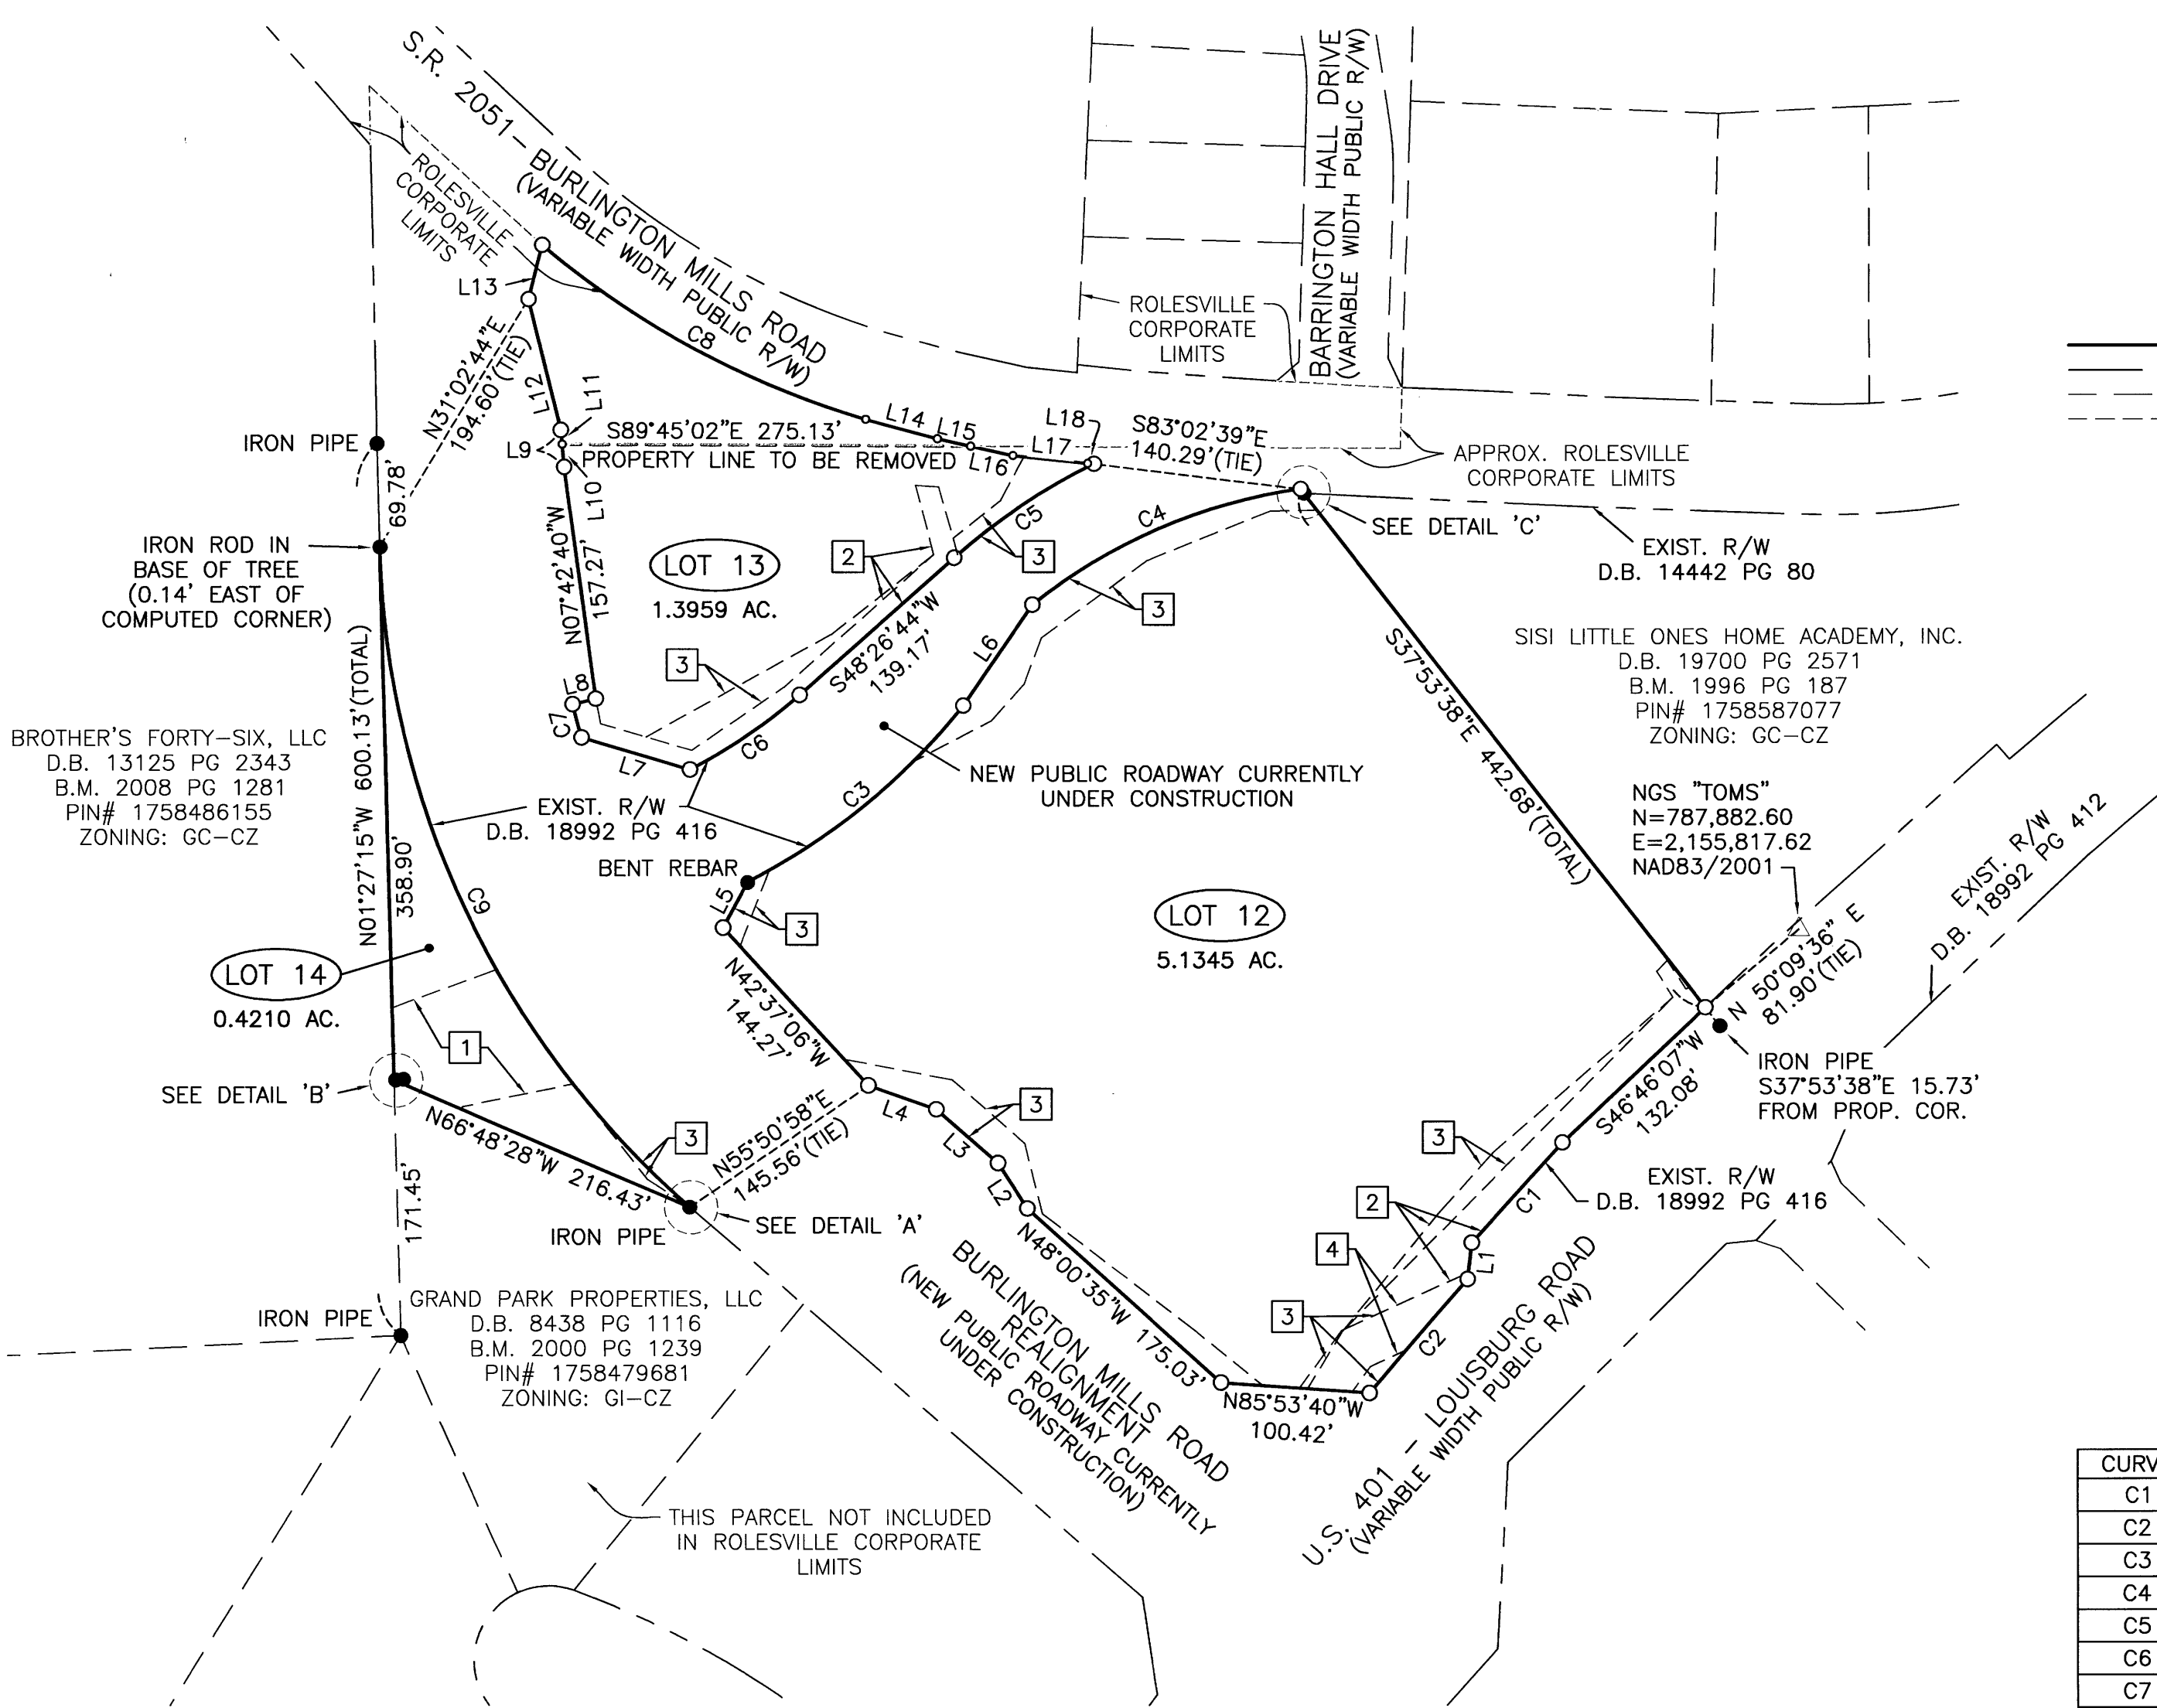 S.R. 2051 – BURLINGTON MILLS ROAD
(VARIABLE WIDTH PUBLIC R/W)
C8
BARRINGTON HALL DRIVE
(VARIABLE WIDTH PUBLIC R/W)
ROLESVILLE
CORPORATE
LIMITS
ROLESVILLE
CORPORATE
LIMITS
L13
N31°02'44"E
194.60'(TIE)
L12
L11
L9
L10
S89°45'02"E 275.13'
PROPERTY LINE TO BE REMOVED
L14
L15
L16
L17
L18
S83°02'39"E
140.29'(TIE)
APPROX. ROLESVILLE
CORPORATE LIMITS
SEE DETAIL 'C'
EXIST. R/W
D.B. 14442 PG 80
IRON PIPE
69.78'
IRON ROD IN
BASE OF TREE
(0.14' EAST OF
COMPUTED CORNER)
N07°42'40"W
157.27'
LOT 13
1.3959 AC.
2
3
C5
C4
3
S48°26'44"W
139.17'
3
L6
L8
C7
L7
C6
C3
S37°53'38"E 442.68'(TOTAL)
SISI LITTLE ONES HOME ACADEMY, INC.
D.B. 19700 PG 2571
B.M. 1996 PG 187
PIN# 1758587077
ZONING: GC-CZ
BROTHER'S FORTY-SIX, LLC
D.B. 13125 PG 2343
B.M. 2008 PG 1281
PIN# 1758486155
ZONING: GC-CZ
N01°27'15"W 600.13'(TOTAL)
358.90'
EXIST. R/W
D.B. 18992 PG 416
NEW PUBLIC ROADWAY CURRENTLY
UNDER CONSTRUCTION
NGS "TOMS"
N=787,882.60
E=2,155,817.62
NAD83/2001
EXIST. R/W
D.B. 18992 PG 412
BENT REBAR
L5
3
C9
LOT 12
5.1345 AC.
N 50°09'36" E
81.90'(TIE)
LOT 14
0.4210 AC.
1
N42°37'06"W
144.27'
IRON PIPE
S37°53'38"E 15.73'
FROM PROP. COR.
S46°46'07"W
132.08'
SEE DETAIL 'B'
N66°48'28"W 216.43'
3
N55°50'58"E
145.56'(TIE)
L4
L3
L2
3
3
EXIST. R/W
D.B. 18992 PG 416
C1
2
4
L1
3
C2
171.45'
IRON PIPE
SEE DETAIL 'A'
N48°00'35"W 175.03'
N85°53'40"W
100.42'
IRON PIPE
GRAND PARK PROPERTIES, LLC
D.B. 8438 PG 1116
B.M. 2000 PG 1239
PIN# 1758479681
ZONING: GI-CZ
BURLINGTON MILLS ROAD
REALIGNMENT
(NEW PUBLIC ROADWAY CURRENTLY
UNDER CONSTRUCTION)
U.S. 401 – LOUISBURG ROAD
(VARIABLE WIDTH PUBLIC R/W)
THIS PARCEL NOT INCLUDED
IN ROLESVILLE CORPORATE
LIMITS
CURV
C1
C2
C3
C4
C5
C6
C7